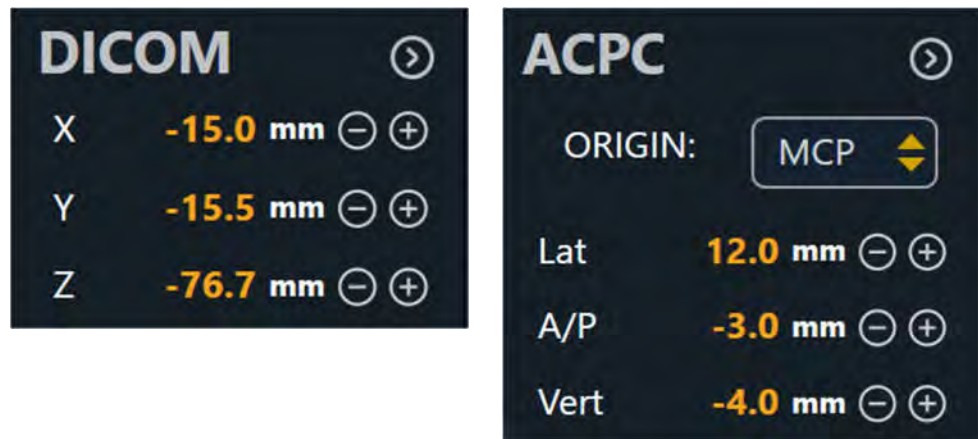 DICOM
X -15.0 mm
Y -15.5 mm
Z -76.7 mm
ACPC
ORIGIN: MCP
Lat 12.0 mm
A/P -3.0 mm
Vert -4.0 mm